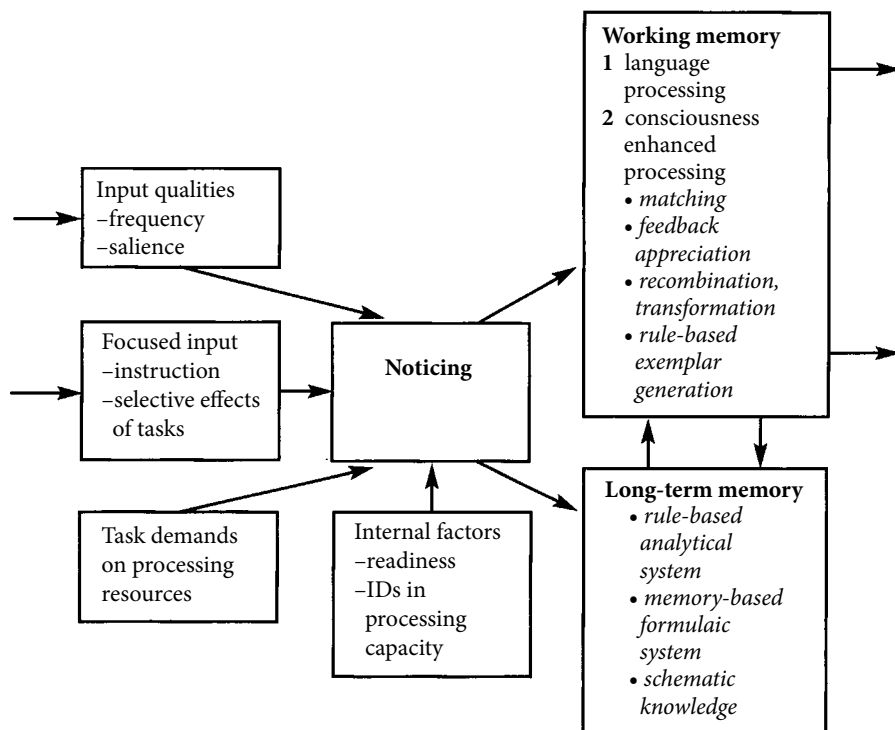 Working memory
1 language
processing
2 consciousness
enhanced
processing
• matching
• feedback
appreciation
• recombination,
transformation
• rule-based
exemplar
generation
Input qualities
–frequency
–salience
Focused input
–instruction
–selective effects
of tasks
Noticing
Task demands
on processing
resources
Internal factors
–readiness
–IDs in
processing
capacity
Long-term memory
• rule-based
analytical
system
• memory-based
formulaic
system
• schematic
knowledge